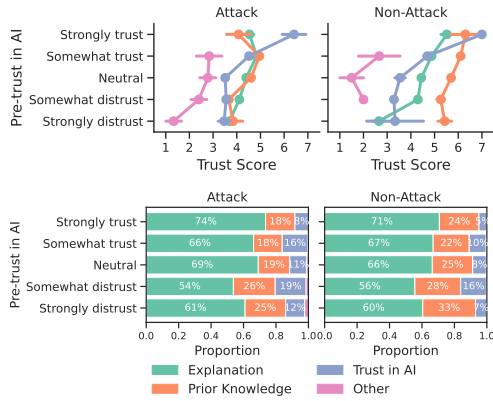 Attack
Non-Attack
Pre-trust in AI
Strongly trust
Somewhat trust
Neutral
Somewhat distrust
Strongly distrust
1 2 3 4 5 6 7
1 2 3 4 5 6 7
Trust Score
Trust Score
Attack
Non-Attack
Pre-trust in AI
Strongly trust
74% 18% 8%
71% 24% 5%
Somewhat trust
66% 18% 16%
67% 22% 10%
Neutral
69% 19% 11%
66% 25% 8%
Somewhat distrust
54% 26% 19%
56% 28% 16%
Strongly distrust
61% 25% 12%
60% 33% 7%
0.0 0.2 0.4 0.6 0.8 1.0
0.0 0.2 0.4 0.6 0.8 1.0
Proportion
Proportion
Explanation
Trust in AI
Prior Knowledge
Other